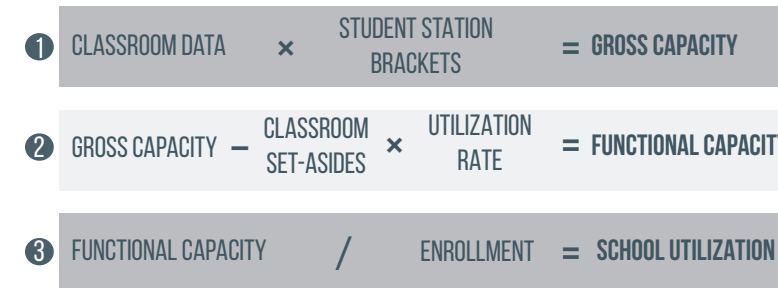 1 CLASSROOM DATA × STUDENT STATION BRACKETS = GROSS CAPACITY
2 GROSS CAPACITY – CLASSROOM SET-ASIDES × UTILIZATION RATE = FUNCTIONAL CAPACIT
3 FUNCTIONAL CAPACITY / ENROLLMENT = SCHOOL UTILIZATION